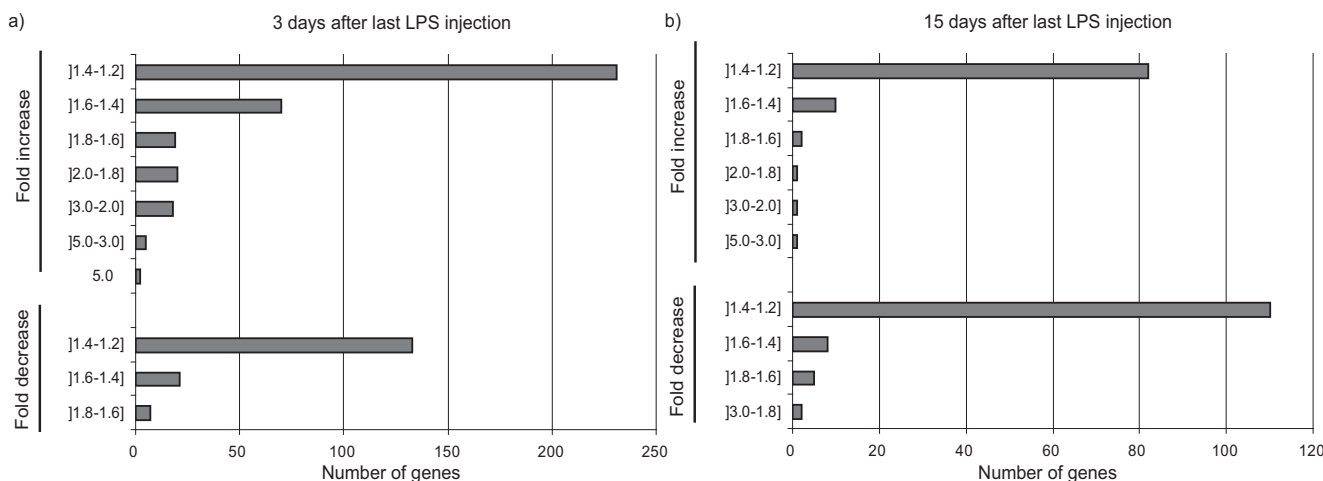 a)
3 days after last LPS injection
Fold increase
]1.4-1.2]
]1.6-1.4]
]1.8-1.6]
]2.0-1.8]
]3.0-2.0]
]5.0-3.0]
5.0
Fold decrease
]1.4-1.2]
]1.6-1.4]
]1.8-1.6]
0 50 100 150 200 250
Number of genes
b)
15 days after last LPS injection
Fold increase
]1.4-1.2]
]1.6-1.4]
]1.8-1.6]
]2.0-1.8]
]3.0-2.0]
]5.0-3.0]
Fold decrease
]1.4-1.2]
]1.6-1.4]
]1.8-1.6]
]3.0-1.8]
0 20 40 60 80 100 120
Number of genes